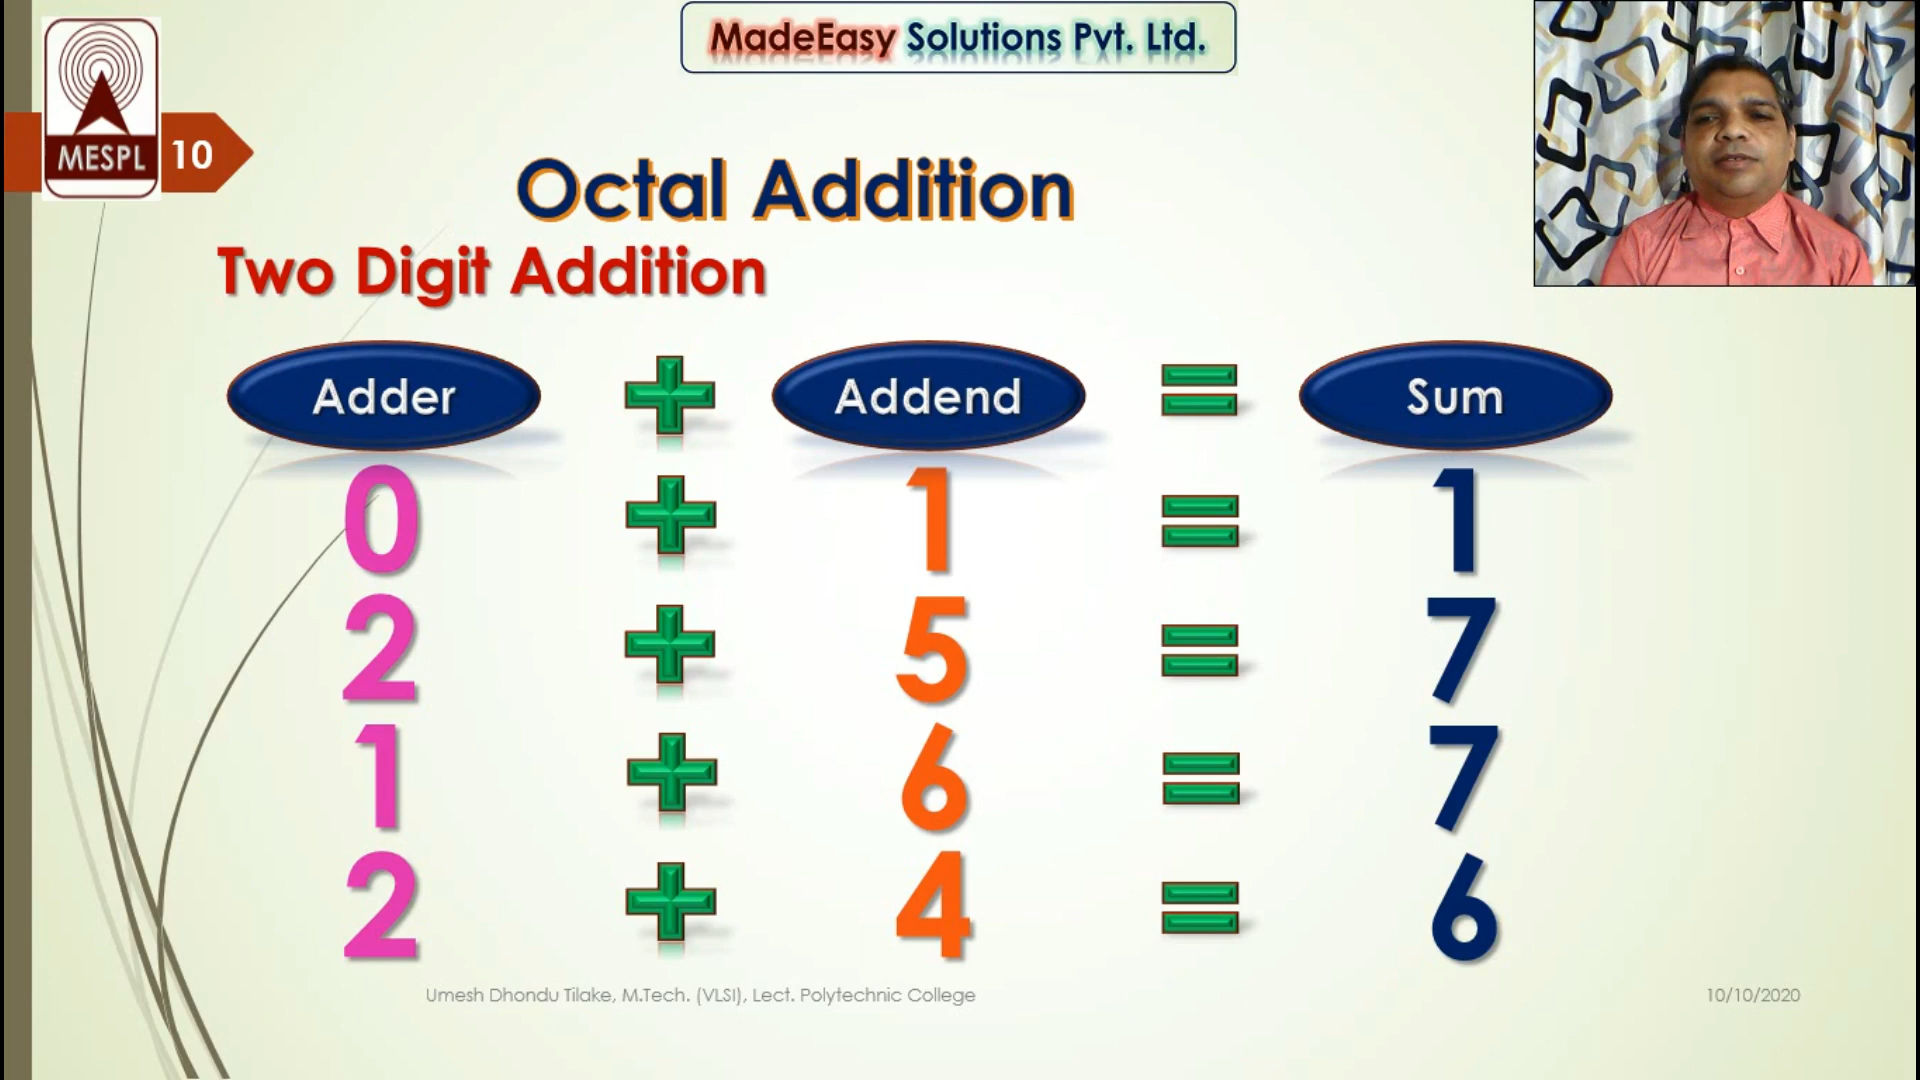 MadeEasy Solutions Pvt. Ltd.
MESPL
10
Octal Addition
Two Digit Addition
Adder + Addend = Sum
0 + 1 = 1
2 + 5 = 7
1 + 6 = 7
2 + 4 = 6
Umesh Dhondu Tilake, M.Tech. (VLSI), Lect. Polytechnic College
10/10/2020